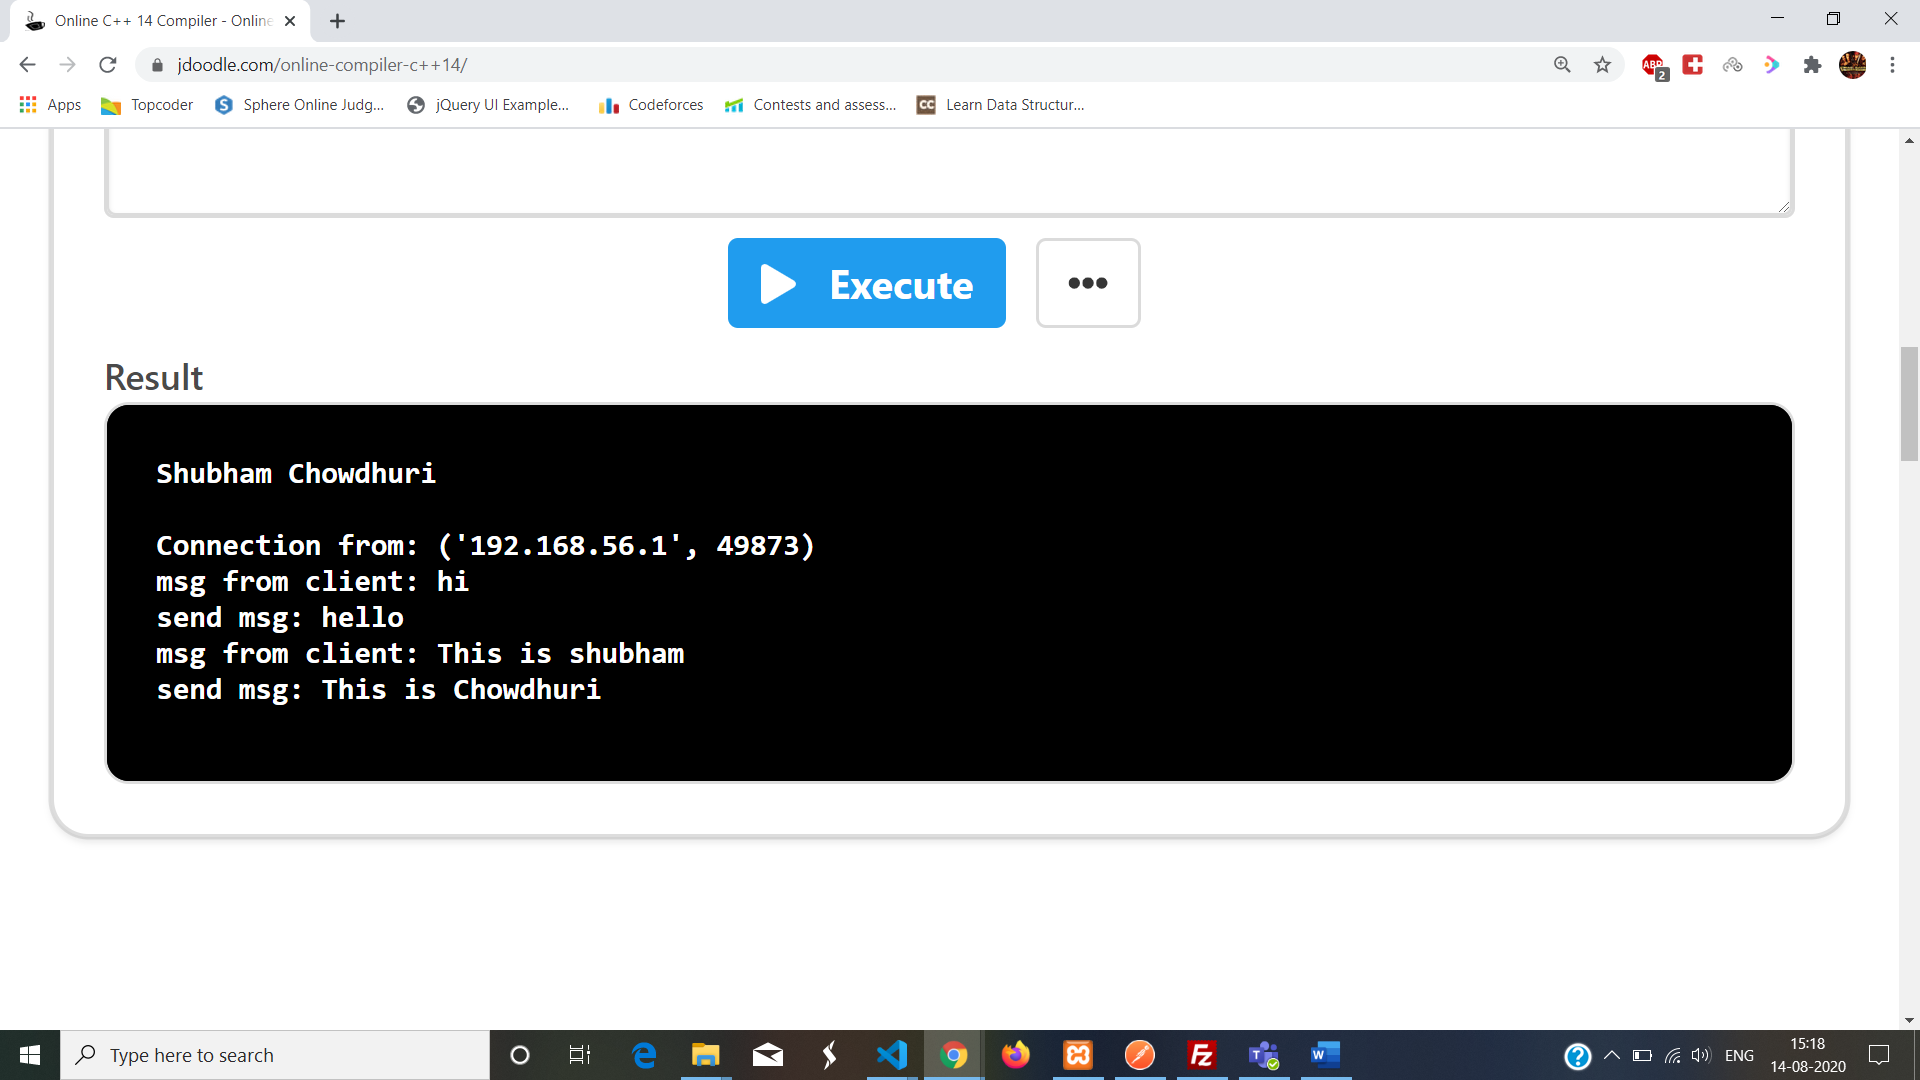 Online C++ 14 Compiler - Online
jdoodle.com/online-compiler-c++14/
ABP
2
Apps
Topcoder
Sphere Online Judg...
jQuery UI Example...
Codeforces
Contests and assess...
CC
Learn Data Structur...
Execute
Result
Shubham Chowdhuri
Connection from: ('192.168.56.1', 49873)
msg from client: hi
send msg: hello
msg from client: This is shubham
send msg: This is Chowdhuri
Type here to search
ENG
15:18
14-08-2020